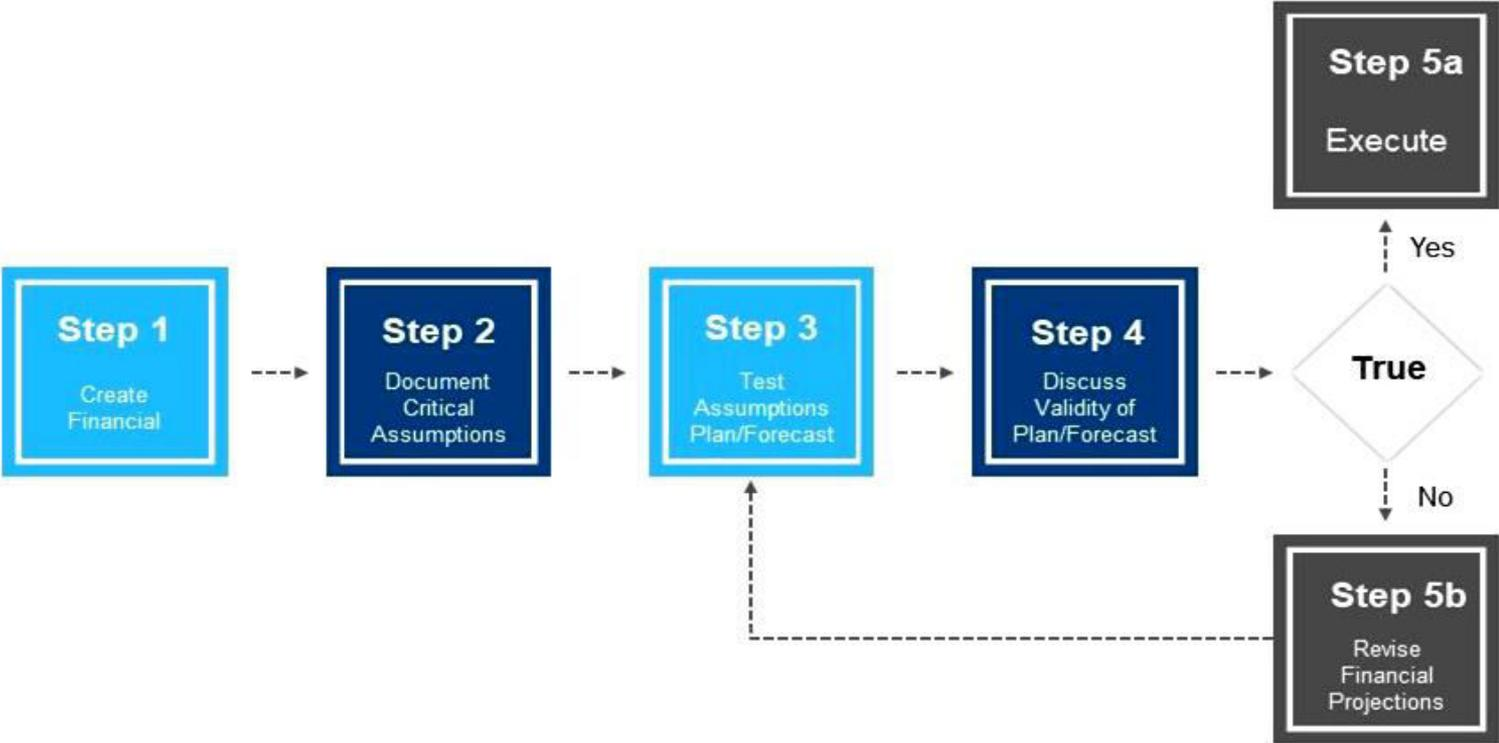 Step 1
Create
Financial
Step 2
Document
Critical
Assumptions
Step 3
Test
Assumptions
Plan/Forecast
Step 4
Discuss
Validity of
Plan/Forecast
True
Yes
Step 5a
Execute
No
Step 5b
Revise
Financial
Projections